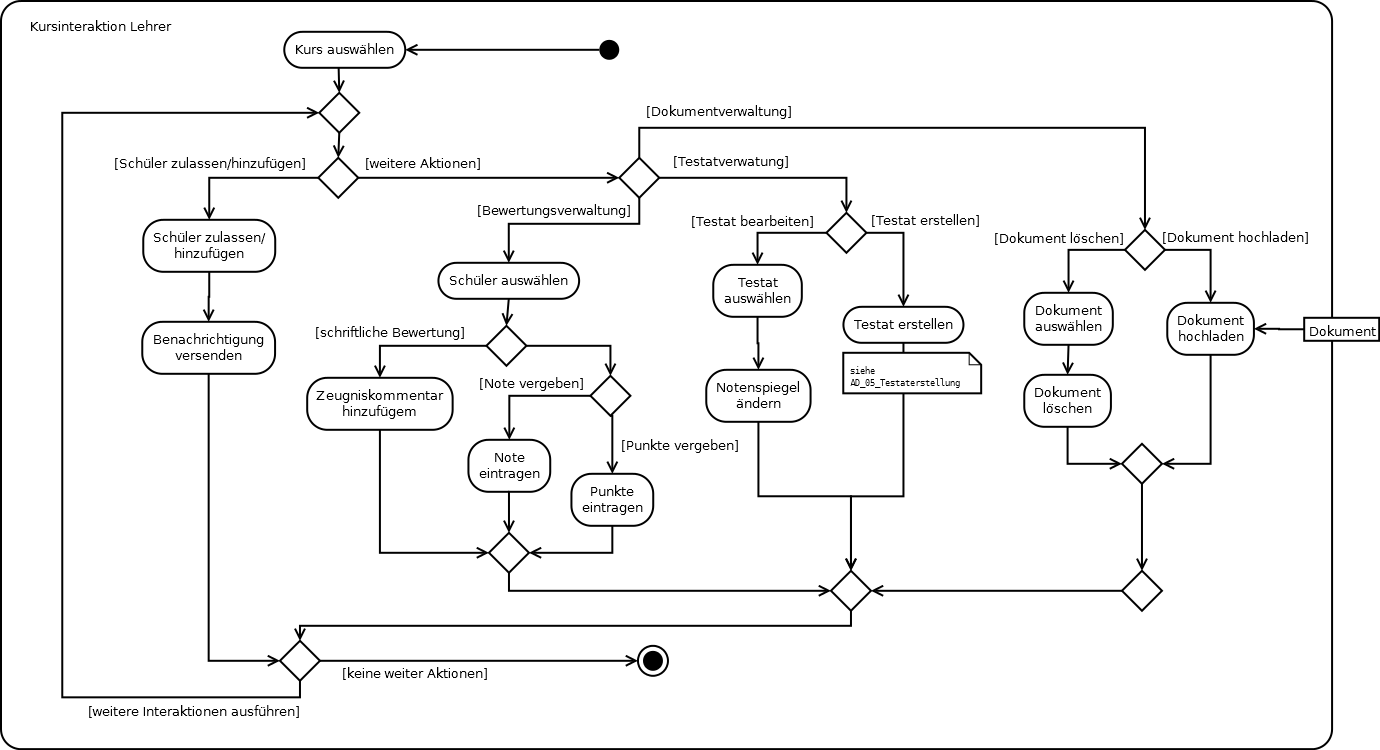 Kursinteraktion Lehrer
Kurs auswählen
[Dokumentverwaltung]
[Schüler zulassen/hinzufügen]
[weitere Aktionen]
[Testatverwatung]
[Bewertungsverwaltung]
[Testat bearbeiten]
[Testat erstellen]
[Dokument löschen]
[Dokument hochladen]
Schüler zulassen/
hinzufügen
Schüler auswählen
Testat
auswählen
Testat erstellen
siehe
AD_05_Testaterstellung
Dokument
auswählen
Dokument
hochladen
Dokument
Benachrichtigung
versenden
[schriftliche Bewertung]
Zeugniskommentar
hinzufügem
[Note vergeben]
Notenspiegel
ändern
Dokument
löschen
[Punkte vergeben]
Note
eintragen
Punkte
eintragen
[keine weiter Aktionen]
[weitere Interaktionen ausführen]